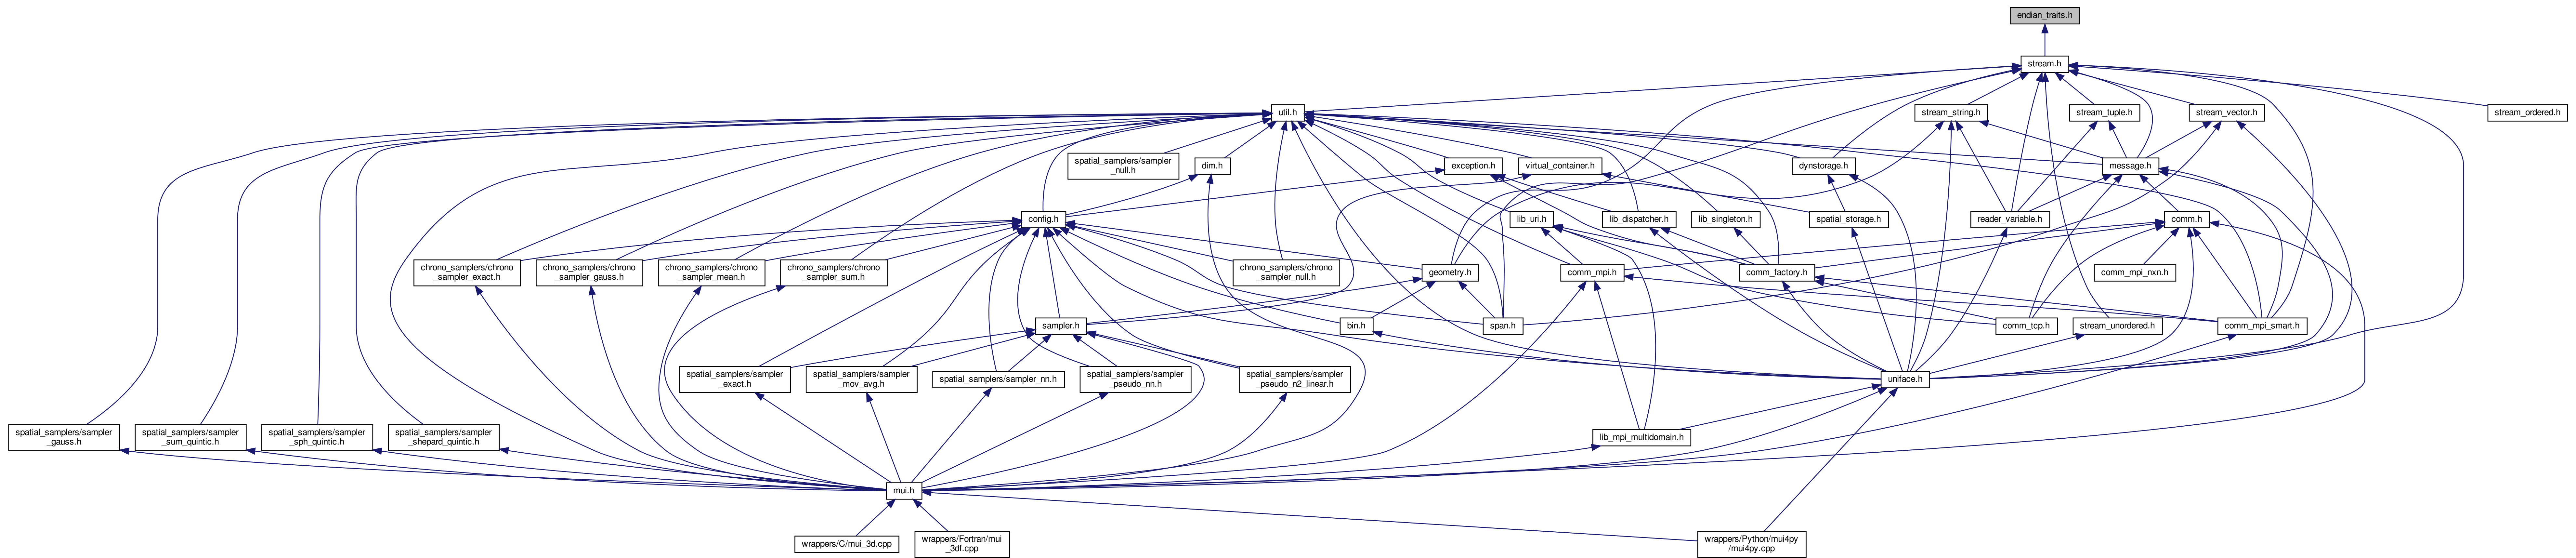 endian_traits.h
stream.h
util.h
stream_string.h
stream_tuple.h
stream_vector.h
stream_ordered.h
spatial_samplers/sampler
_null.h
dim.h
exception.h
virtual_container.h
dynstorage.h
message.h
config.h
lib_uri.h
lib_dispatcher.h
lib_singleton.h
spatial_storage.h
reader_variable.h
comm.h
chrono_samplers/chrono
_sampler_exact.h
chrono_samplers/chrono
_sampler_gauss.h
chrono_samplers/chrono
_sampler_mean.h
chrono_samplers/chrono
_sampler_sum.h
chrono_samplers/chrono
_sampler_null.h
geometry.h
comm_mpi.h
comm_factory.h
comm_mpi_nxn.h
sampler.h
bin.h
span.h
comm_tcp.h
stream_unordered.h
comm_mpi_smart.h
spatial_samplers/sampler
_exact.h
spatial_samplers/sampler
_mov_avg.h
spatial_samplers/sampler_nn.h
spatial_samplers/sampler
_pseudo_nn.h
spatial_samplers/sampler
_pseudo_n2_linear.h
uniface.h
spatial_samplers/sampler
_gauss.h
spatial_samplers/sampler
_sum_quintic.h
spatial_samplers/sampler
_sph_quintic.h
spatial_samplers/sampler
_shepard_quintic.h
lib_mpi_multidomain.h
mui.h
wrappers/C/mui_3d.cpp
wrappers/Fortran/mui
_3df.cpp
wrappers/Python/mui4py
/mui4py.cpp